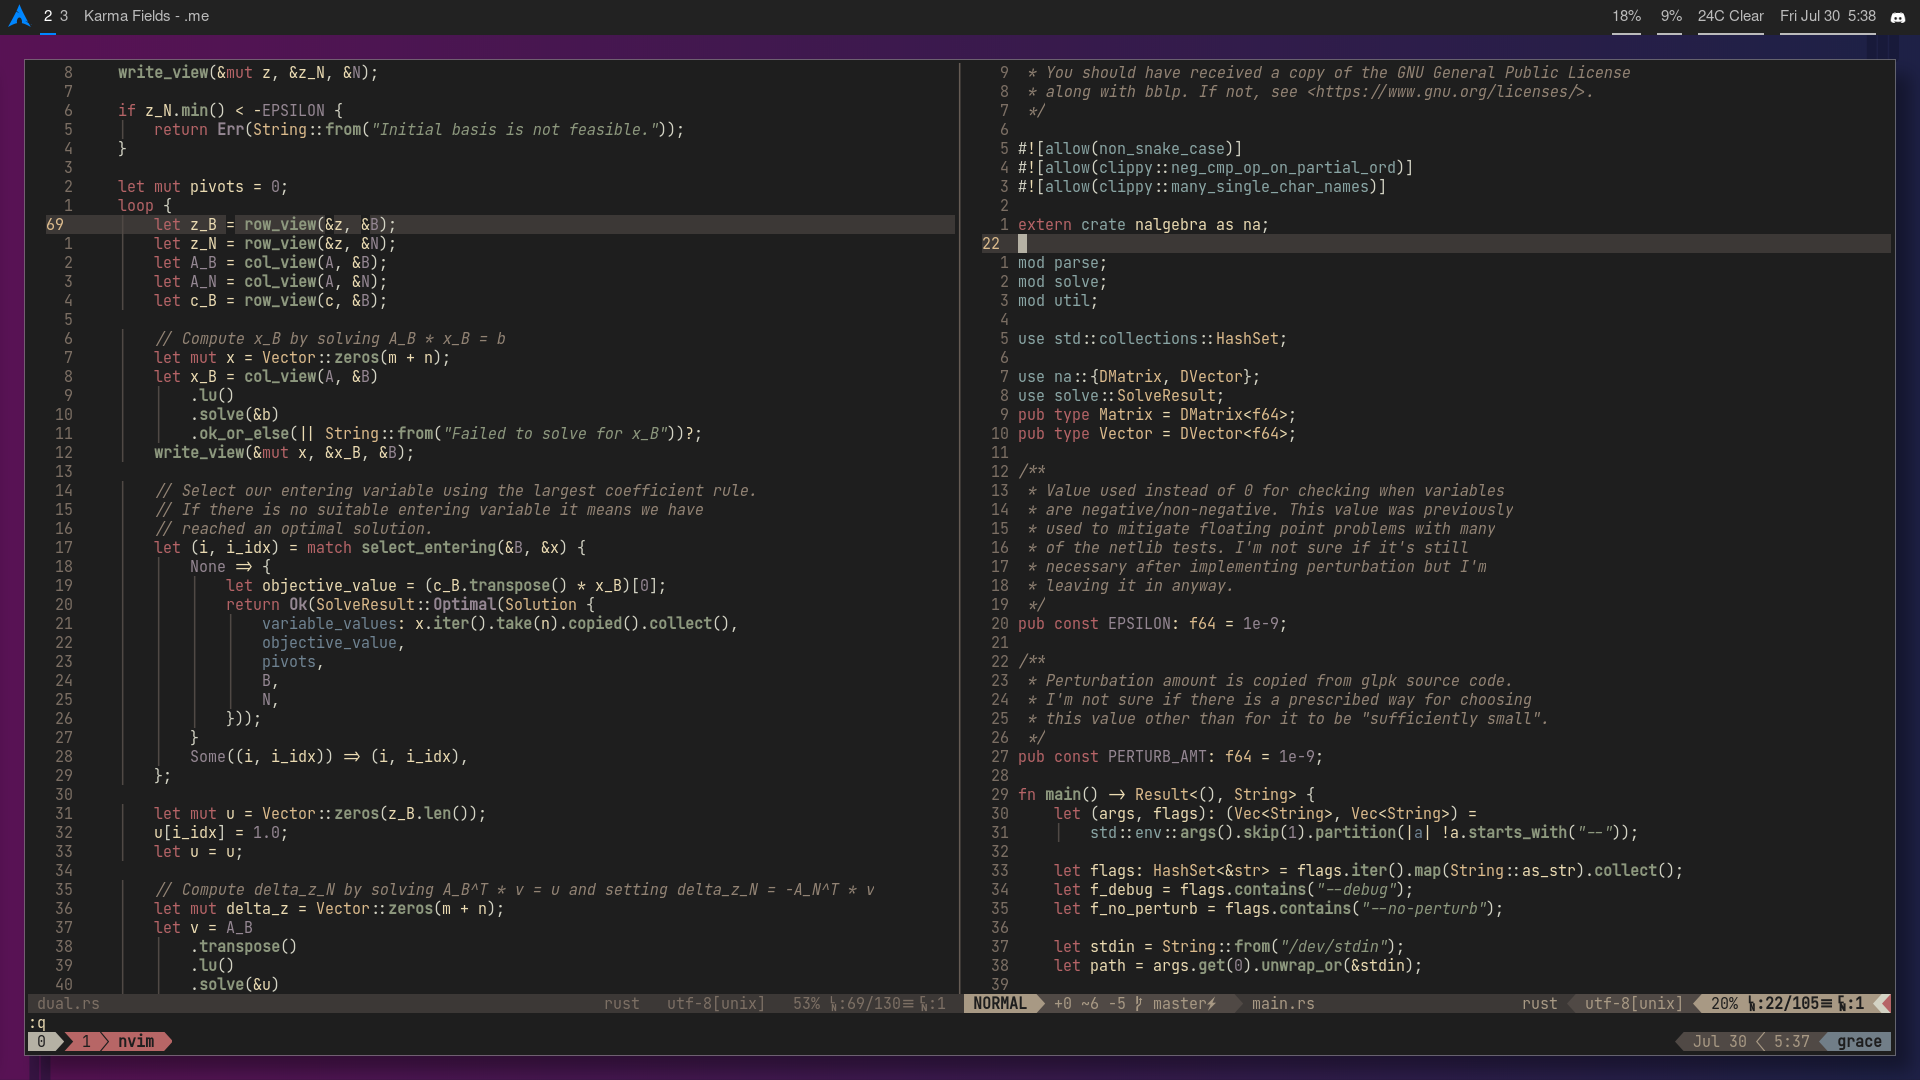 2 3 Karma Fields - .me 18% 9% 24C Clear Fri Jul 30 5:38
8 write_view(&mut z, &z_N, &N);
7
6 if z_N.min() < -EPSILON {
5 return Err(String::from("Initial basis is not feasible."));
4 }
3
2 let mut pivots = 0;
1 loop {
69 let z_B = row_view(&z, &B);
1 let z_N = row_view(&z, &N);
2 let A_B = col_view(A, &B);
3 let A_N = col_view(A, &N);
4 let c_B = row_view(c, &B);
5
6 // Compute x_B by solving A_B * x_B = b
7 let mut x = Vector::zeros(m + n);
8 let x_B = col_view(A, &B)
9 .lu()
10 .solve(&b)
11 .ok_or_else(|| String::from("Failed to solve for x_B"))?;
12 write_view(&mut x, &x_B, &B);
13
14 // Select our entering variable using the largest coefficient rule.
15 // If there is no suitable entering variable it means we have
16 // reached an optimal solution.
17 let (i, i_idx) = match select_entering(&B, &x) {
18 None => {
19 let objective_value = (c_B.transpose() * x_B)[0];
20 return Ok(SolveResult::Optimal(Solution {
21 variable_values: x.iter().take(n).copied().collect(),
22 objective_value,
23 pivots,
24 B,
25 N,
26 }));
27 }
28 Some((i, i_idx)) => (i, i_idx),
29 };
30
31 let mut u = Vector::zeros(z_B.len());
32 u[i_idx] = 1.0;
33 let u = u;
34
35 // Compute delta_z_N by solving A_B^T * v = u and setting delta_z_N = -A_N^T * v
36 let mut delta_z = Vector::zeros(m + n);
37 let v = A_B
38 .transpose()
39 .lu()
40 .solve(&u)
dual.rs rust utf-8[unix] 53% :69/130≡ :1
9 * You should have received a copy of the GNU General Public License
8 * along with bblp. If not, see <https://www.gnu.org/licenses/>.
7 */
6
5 #![allow(non_snake_case)]
4 #![allow(clippy::neg_cmp_op_on_partial_ord)]
3 #![allow(clippy::many_single_char_names)]
2
1 extern crate nalgebra as na;
22
1 mod parse;
2 mod solve;
3 mod util;
4
5 use std::collections::HashSet;
6
7 use na::{DMatrix, DVector};
8 use solve::SolveResult;
9 pub type Matrix = DMatrix<f64>;
10 pub type Vector = DVector<f64>;
11
12 /**
13 * Value used instead of 0 for checking when variables
14 * are negative/non-negative. This value was previously
15 * used to mitigate floating point problems with many
16 * of the netlib tests. I'm not sure if it's still
17 * necessary after implementing perturbation but I'm
18 * leaving it in anyway.
19 */
20 pub const EPSILON: f64 = 1e-9;
21
22 /**
23 * Perturbation amount is copied from glpk source code.
24 * I'm not sure if there is a prescribed way for choosing
25 * this value other than for it to be "sufficiently small".
26 */
27 pub const PERTURB_AMT: f64 = 1e-9;
28
29 fn main() -> Result<(), String> {
30 let (args, flags): (Vec<String>, Vec<String>) =
31 std::env::args().skip(1).partition(|a| !a.starts_with("--"));
32
33 let flags: HashSet<&str> = flags.iter().map(String::as_str).collect();
34 let f_debug = flags.contains("--debug");
35 let f_no_perturb = flags.contains("--no-perturb");
36
37 let stdin = String::from("/dev/stdin");
38 let path = args.get(0).unwrap_or(&stdin);
39
NORMAL +0 ~6 -5 master⚡ main.rs rust utf-8[unix] 20% :22/105≡ :1
:q
0 1 nvim Jul 30 5:37 grace